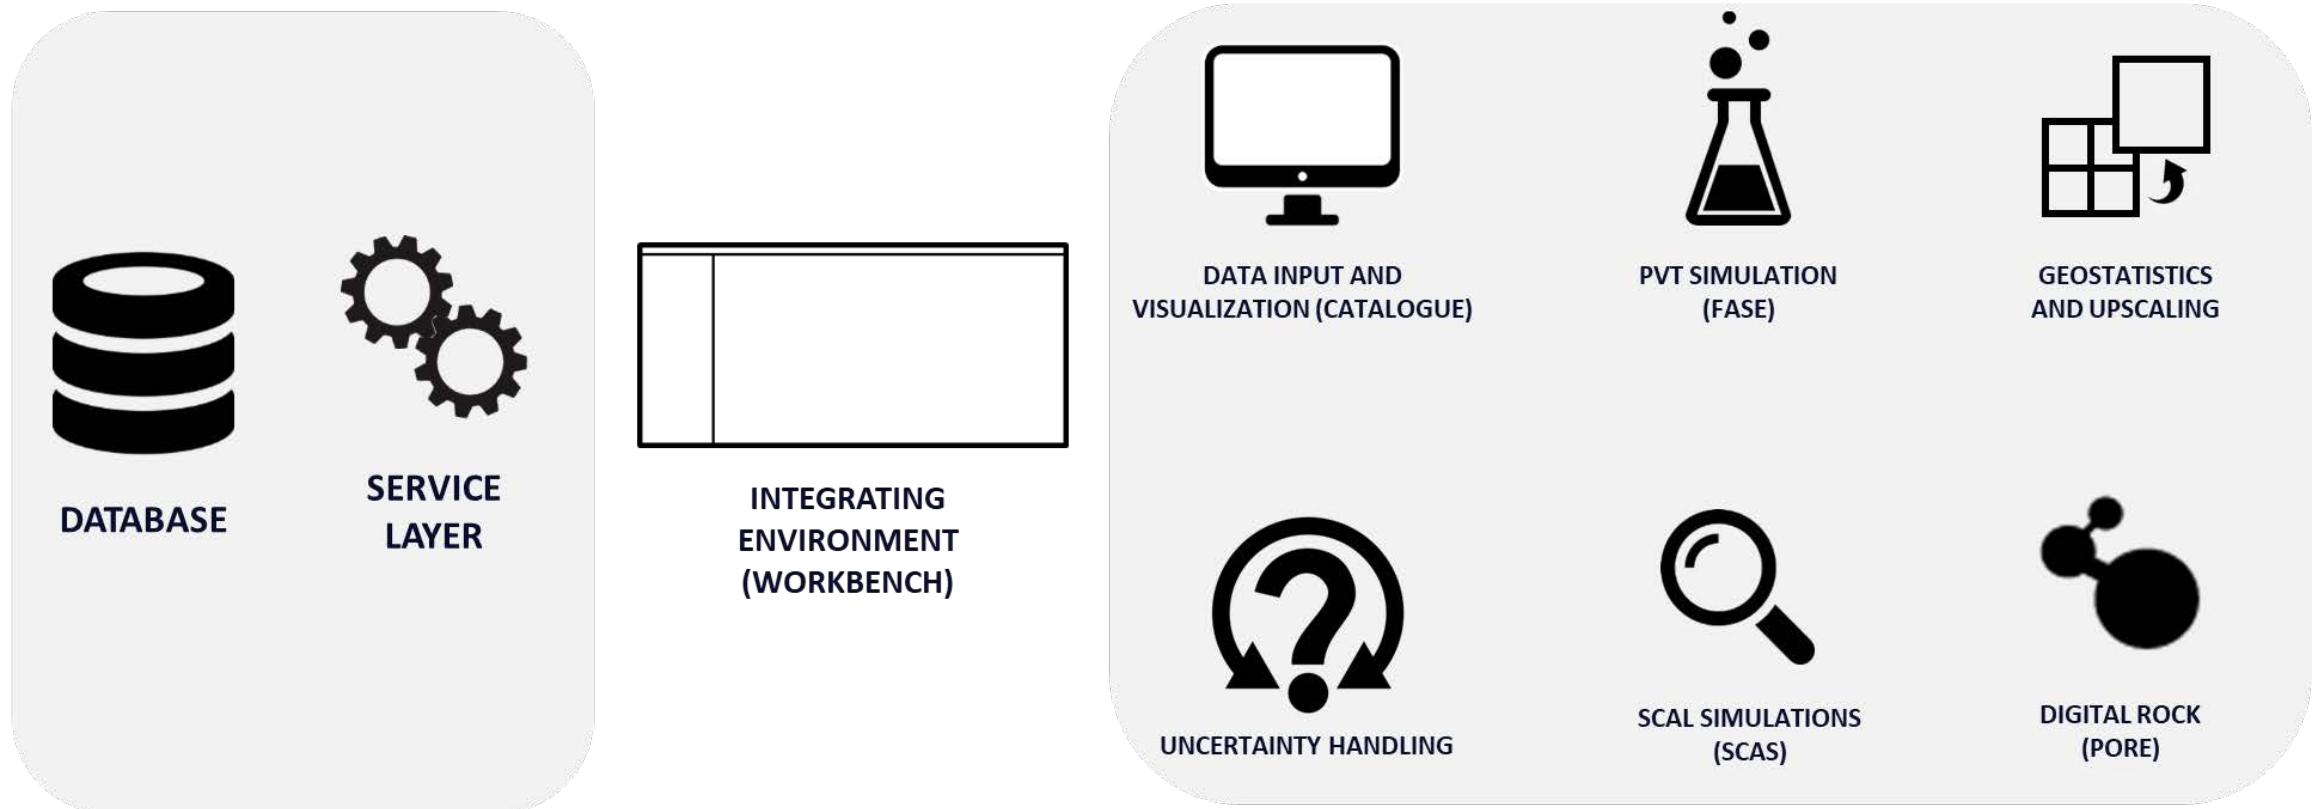 DATABASE
SERVICE
LAYER
INTEGRATING
ENVIRONMENT
(WORKBENCH)
DATA INPUT AND
VISUALIZATION (CATALOGUE)
PVT SIMULATION
(FASE)
GEOSTATISTICS
AND UPSCALING
UNCERTAINTY HANDLING
SCAL SIMULATIONS
(SCAS)
DIGITAL ROCK
(PORE)